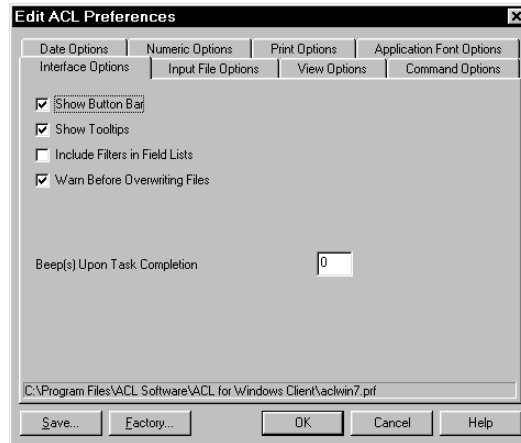 Edit ACL Preferences
Date Options Numeric Options Print Options Application Font Options
Interface Options Input File Options View Options Command Options
Show Button Bar
Show Tooltips
Include Filters in Field Lists
Warn Before Overwriting Files
Beep(s) Upon Task Completion 0
C:\Program Files\ACL Software\ACL for Windows Client\aclwin7.prf
Save... Factory... OK Cancel Help